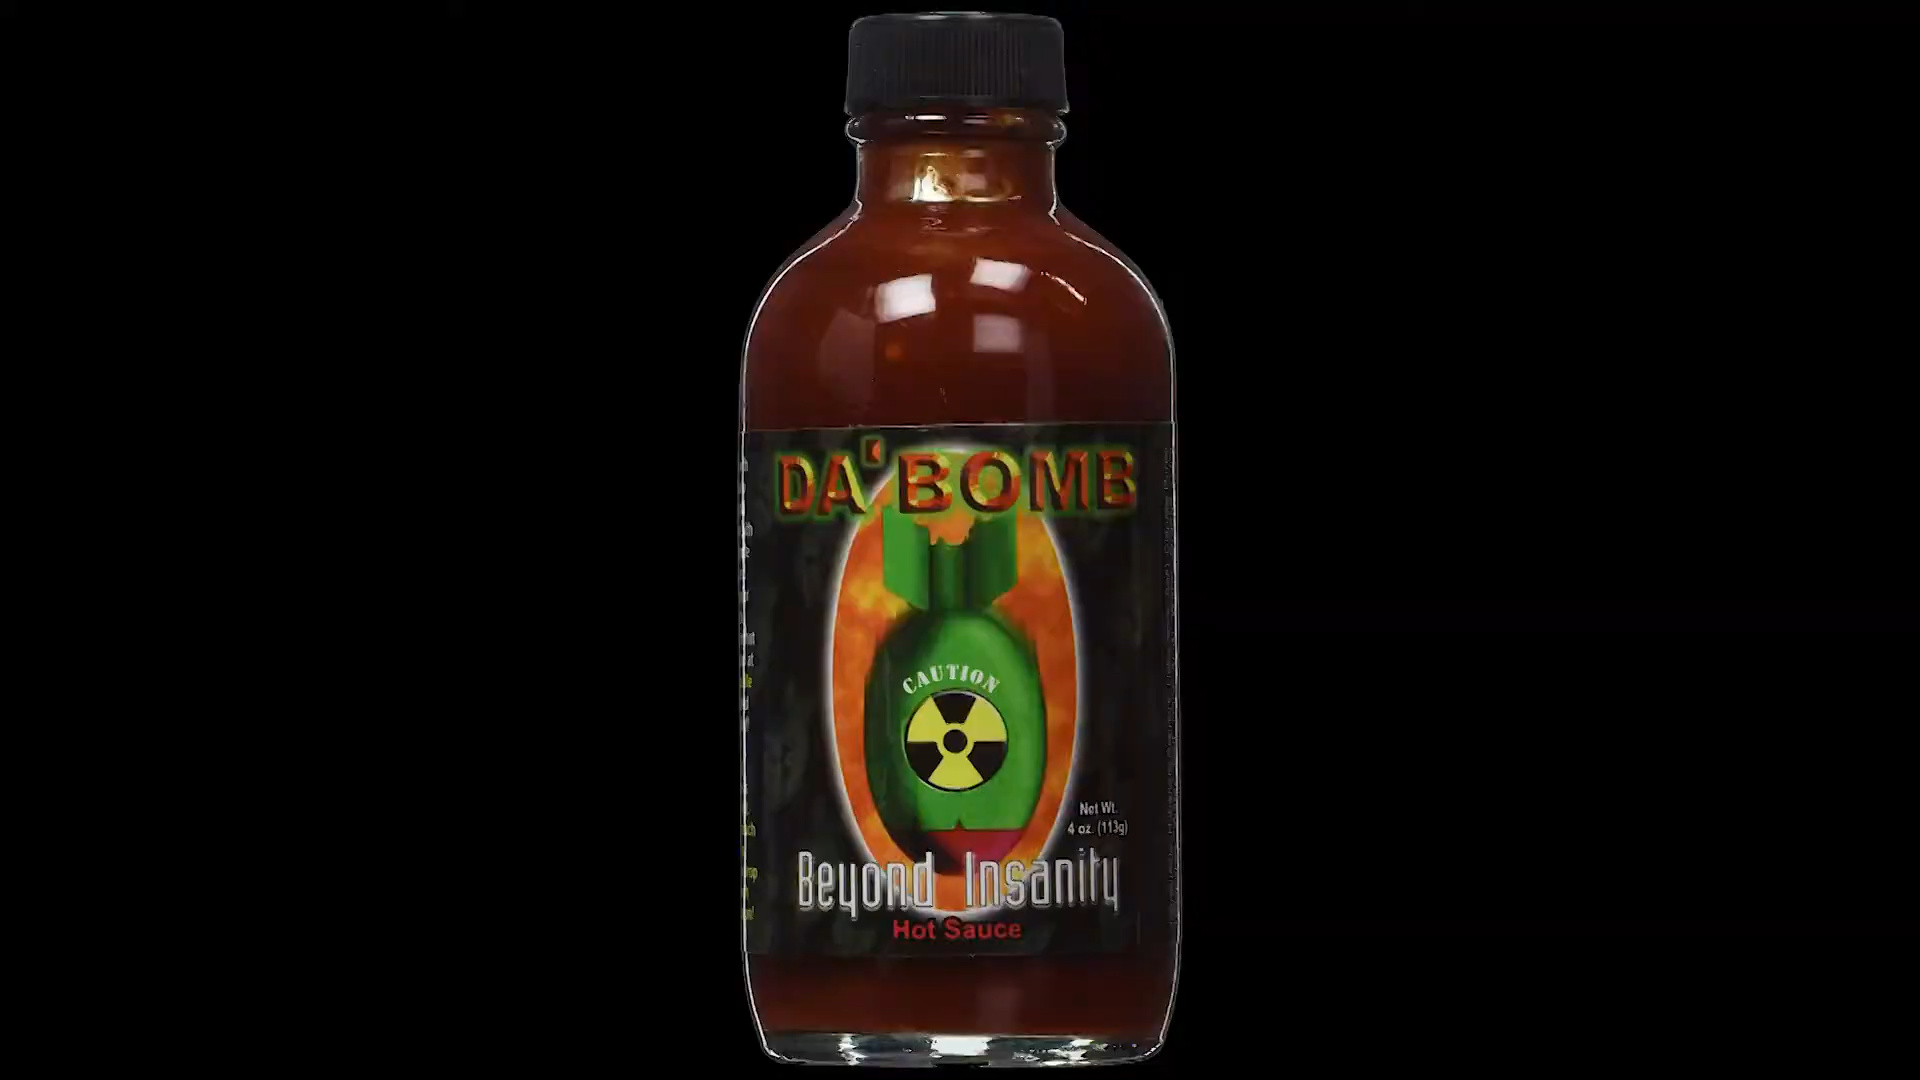 DA'BOMB
CAUTION
Net Wt.
4 oz. (113g)
Beyond Insanity
Hot Sauce